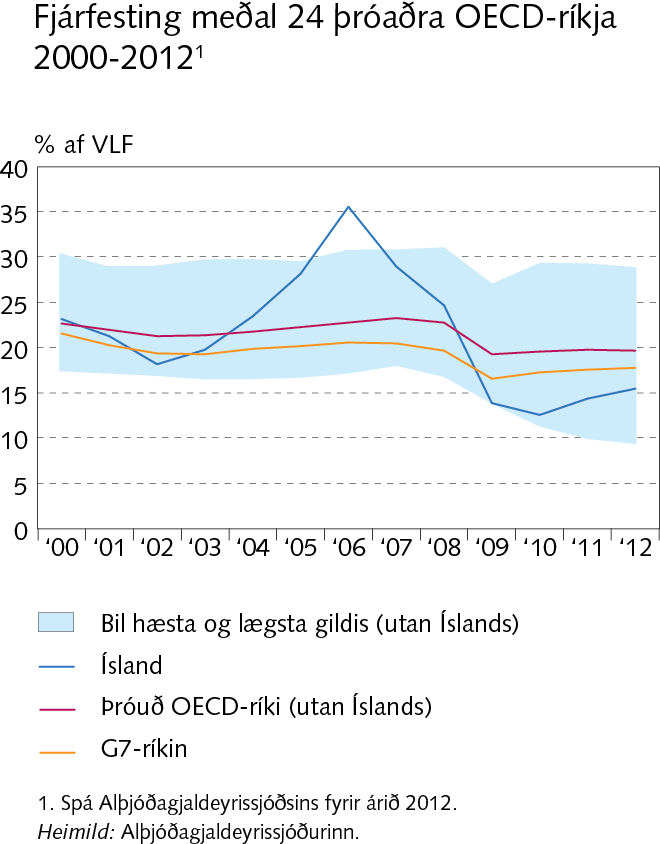 Fjárfesting meðal 24 þróaðra OECD-ríkja
2000-2012¹
% af VLF
40
35
30
25
20
15
10
5
0
‘00 ‘01 ‘02 ‘03 ‘04 ‘05 ‘06 ‘07 ‘08 ‘09 ‘10 ‘11 ‘12
Bil hæsta og lægsta gildis (utan Íslands)
Ísland
Þróuð OECD-ríki (utan Íslands)
G7-ríkin
1. Spá Alþjóðagjaldeyrissjóðsins fyrir árið 2012.
Heimild: Alþjóðagjaldeyrissjóðurinn.